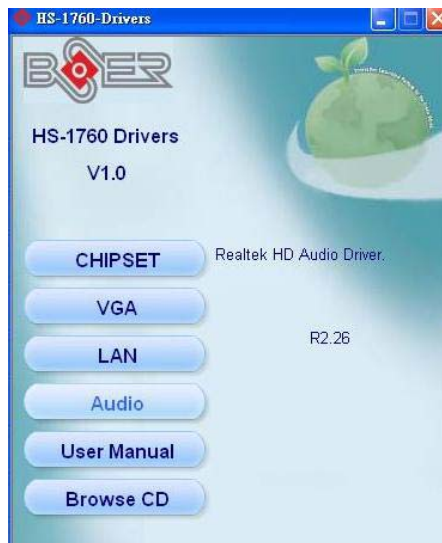 HS-1760-Drivers
BOSER
HS-1760 Drivers
V1.0
CHIPSET
Realtek HD Audio Driver.
VGA
R2.26
LAN
Audio
User Manual
Browse CD